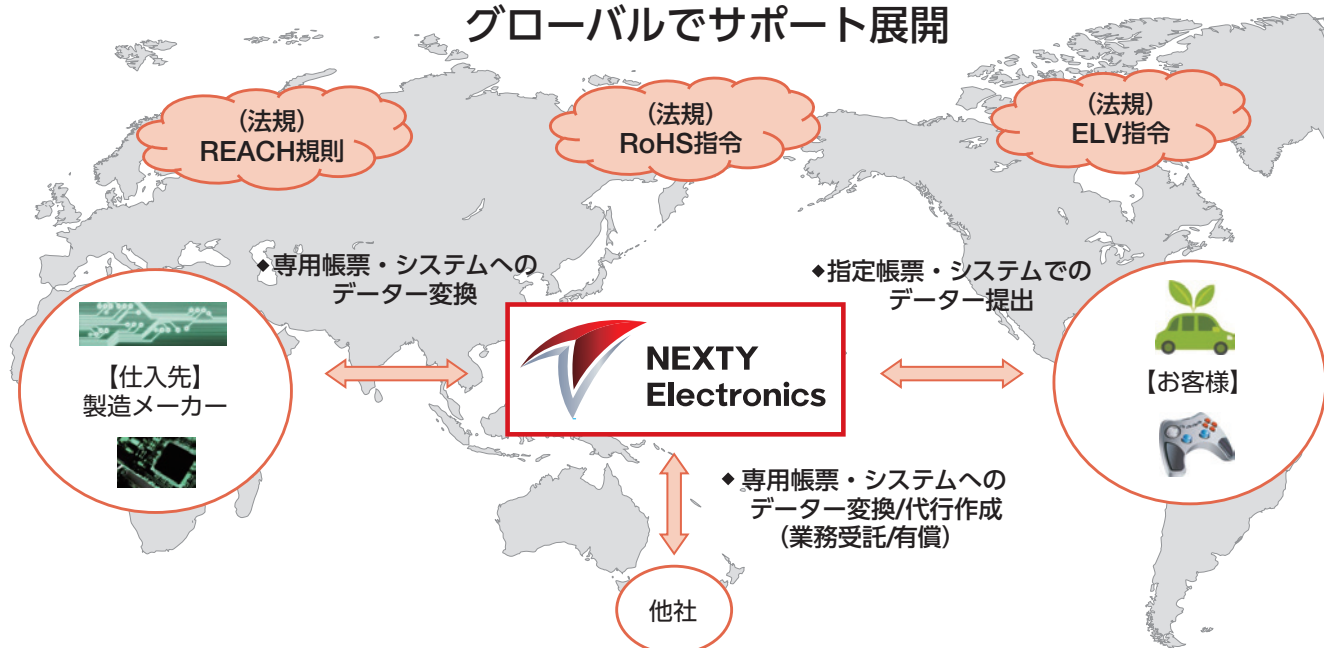 グローバルでサポート展開
(法規)
REACH規則
(法規)
RoHS指令
(法規)
ELV指令
◆専用帳票・システムへの
データー変換
◆指定帳票・システムでの
データー提出
【仕入先】
製造メーカー
NEXTY
Electronics
【お客様】
◆専用帳票・システムへの
データー変換/代行作成
(業務受託/有償)
他社